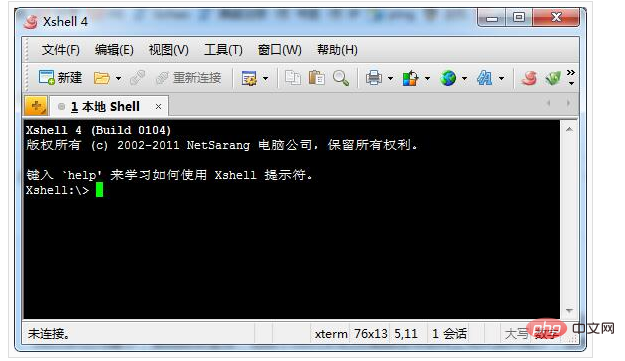 Xshell 4
文件(F) 编辑(E) 视图(V) 工具(T) 窗口(W) 帮助(H)
新建 重新连接
1 本地 Shell
Xshell 4 (Build 0104)
版权所有 (c) 2002-2011 NetSarang 电脑公司，保留所有权利。
键入 `help' 来学习如何使用 Xshell 提示符。
Xshell:\>
未连接。 xterm 76x13 5,11 1 会话 大写 数字
php 中文网